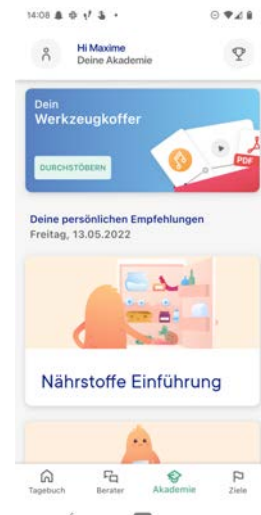 14:08
Hi Maxime
Deine Akademie
Dein
Werkzeugkoffer
DURCHSTÖBERN
PDF
Deine persönlichen Empfehlungen
Freitag, 13.05.2022
Nährstoffe Einführung
Tagebuch Berater Akademie Ziele